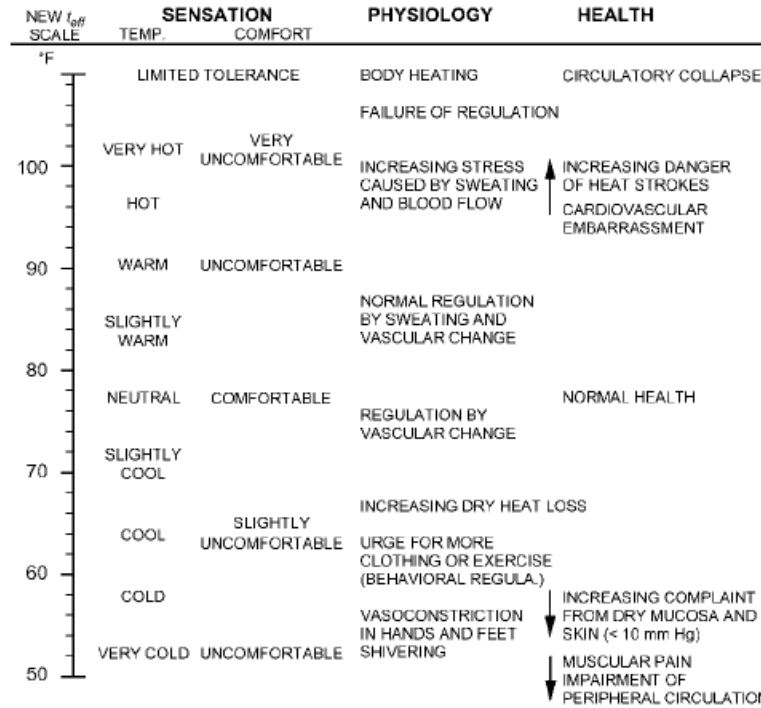 NEW teff SENSATION PHYSIOLOGY HEALTH
SCALE TEMP. COMFORT
°F
LIMITED TOLERANCE BODY HEATING CIRCULATORY COLLAPSE
FAILURE OF REGULATION
VERY
VERY HOT UNCOMFORTABLE
100 INCREASING STRESS INCREASING DANGER
CAUSED BY SWEATING OF HEAT STROKES
HOT AND BLOOD FLOW CARDIOVASCULAR
EMBARRASSMENT
90 WARM UNCOMFORTABLE
NORMAL REGULATION
SLIGHTLY BY SWEATING AND
WARM VASCULAR CHANGE
80
NEUTRAL COMFORTABLE NORMAL HEALTH
REGULATION BY
VASCULAR CHANGE
SLIGHTLY
70 COOL
INCREASING DRY HEAT LOSS
SLIGHTLY
COOL UNCOMFORTABLE URGE FOR MORE
CLOTHING OR EXERCISE
60 (BEHAVIORAL REGULA.)
COLD INCREASING COMPLAINT
VASOCONSTRICTION FROM DRY MUCOSA AND
IN HANDS AND FEET SKIN (< 10 mm Hg)
VERY COLD UNCOMFORTABLE SHIVERING
50 MUSCULAR PAIN
IMPAIRMENT OF
PERIPHERAL CIRCULATION